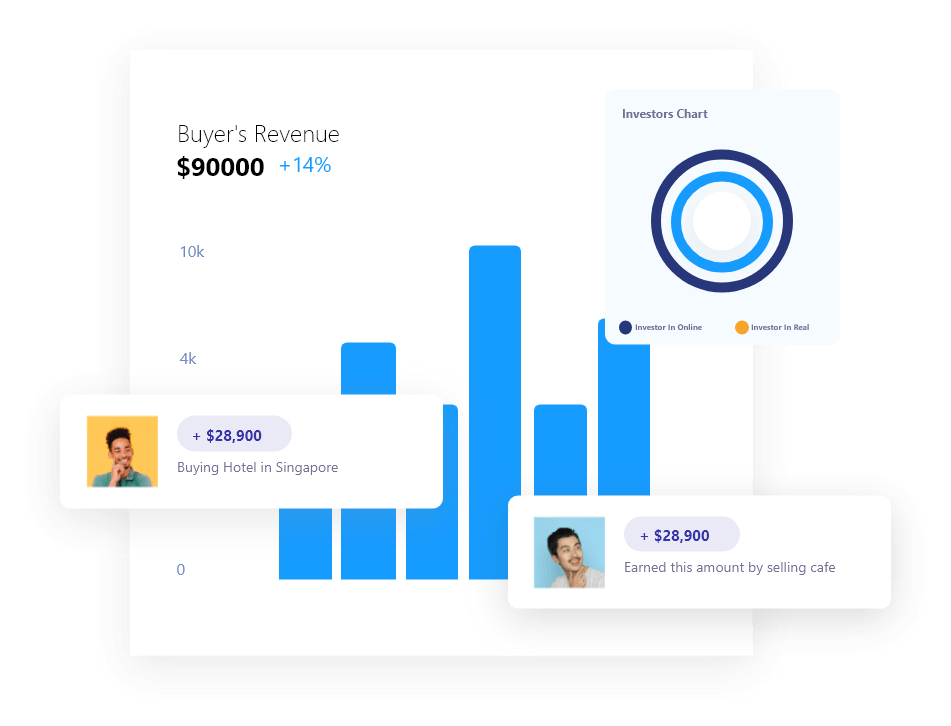 Buyer's Revenue
$90000 +14%
Investors Chart
10k
4k
Investor In Online
Investor In Real
+ $28,900
Buying Hotel in Singapore
+ $28,900
Earned this amount by selling cafe
0